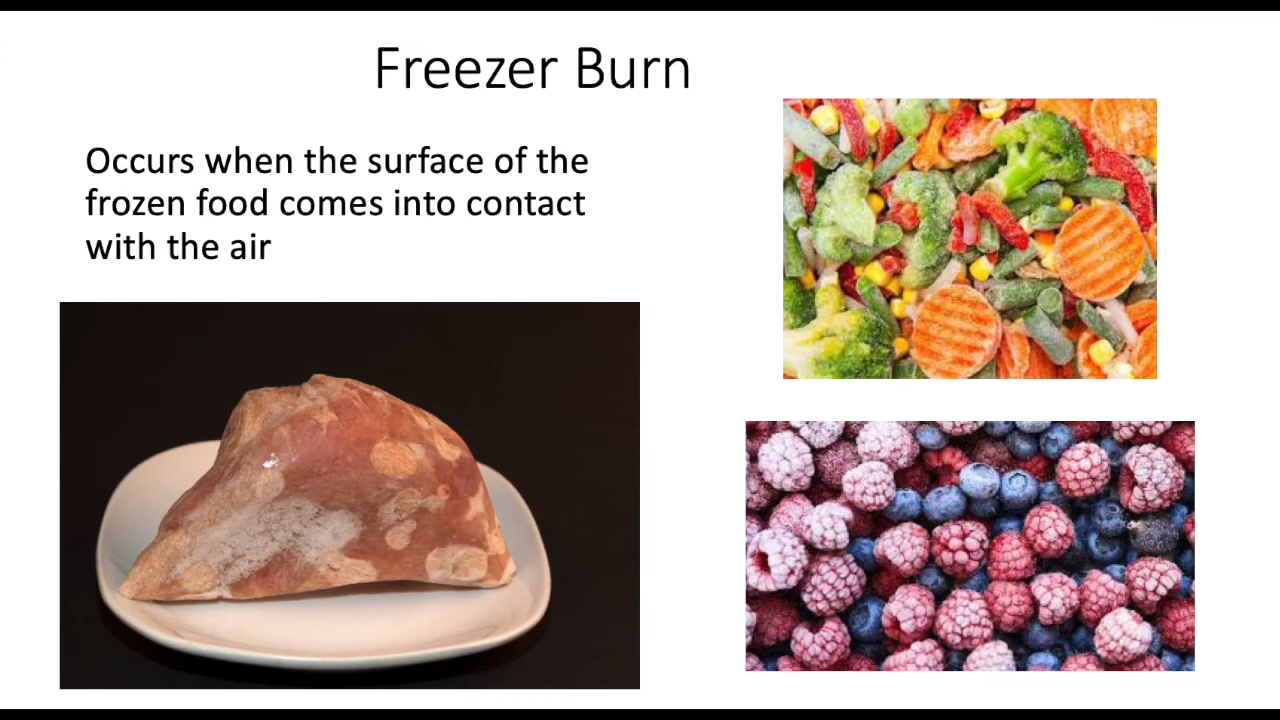 Freezer Burn
Occurs when the surface of the
frozen food comes into contact
with the air